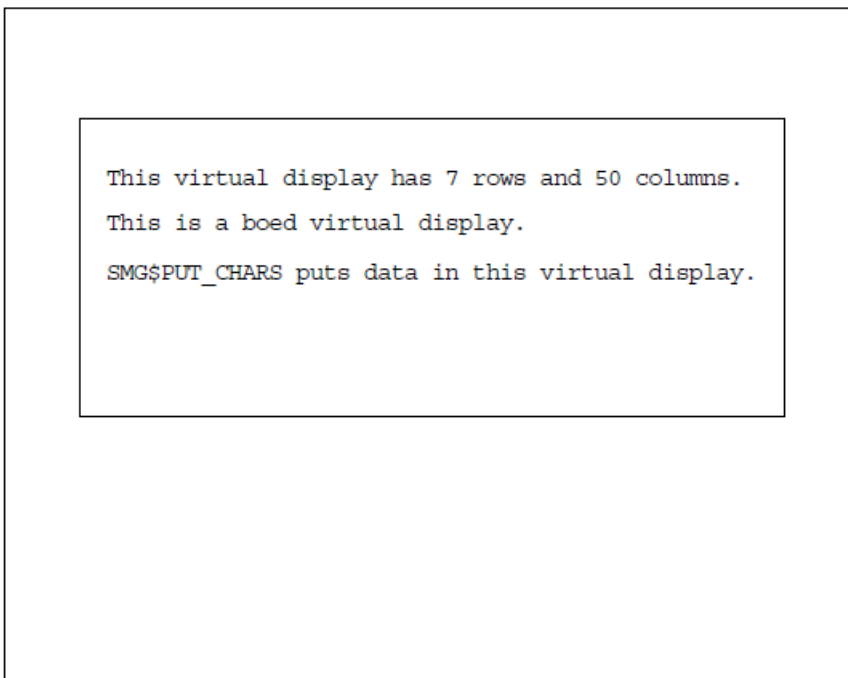 This virtual display has 7 rows and 50 columns.
This is a boed virtual display.
SMG$PUT_CHARS puts data in this virtual display.